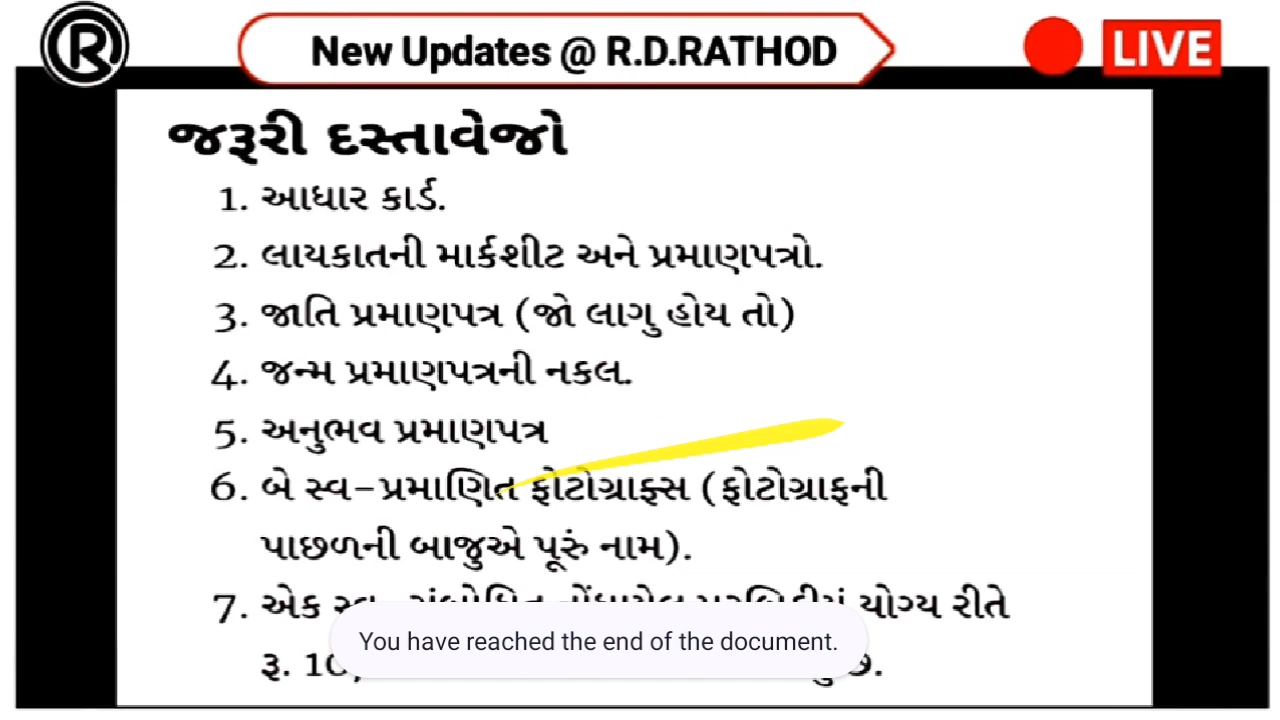 R
New Updates @ R.D.RATHOD
LIVE
જરૂરી દસ્તાવેજો
1. આધાર કાર્ડ.
2. લાયકાતની માર્કશીટ અને પ્રમાણપત્રો.
3. જાતિ પ્રમાણપત્ર (જો લાગુ હોય તો)
4. જન્મ પ્રમાણપત્રની નકલ.
5. અનુભવ પ્રમાણપત્ર
6. બે સ્વ-પ્રમાણિત ફોટોગ્રાફ્સ (ફોટોગ્રાફની
પાછળની બાજુએ પૂરું નામ).
7. એક યોગ્ય રીતે
રૂ.
You have reached the end of the document.